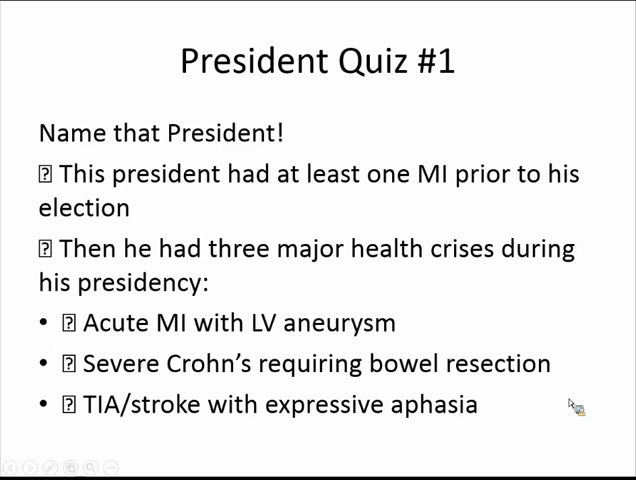 President Quiz #1
Name that President!
⍰ This president had at least one MI prior to his
election
⍰ Then he had three major health crises during
his presidency:
• ⍰ Acute MI with LV aneurysm
• ⍰ Severe Crohn’s requiring bowel resection
• ⍰ TIA/stroke with expressive aphasia